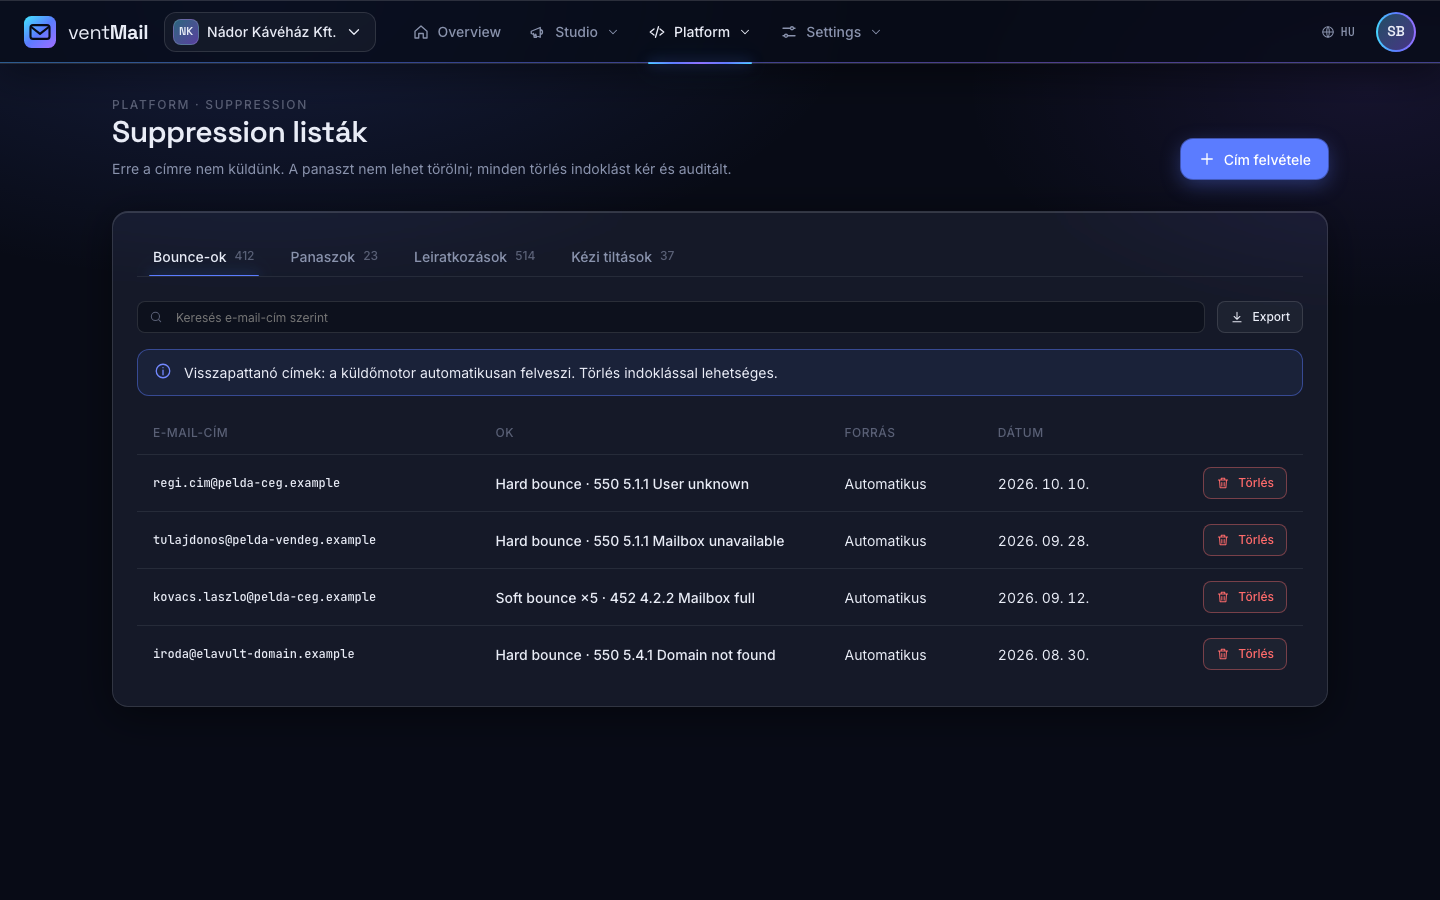 ventMail
NK Nádor Kávéház Kft.
Overview
Studio
Platform
Settings
HU
SB
PLATFORM · SUPPRESSION
Suppression listák
Erre a címre nem küldünk. A panaszt nem lehet törölni; minden törlés indoklást kér és auditált.
Cím felvétele
Bounce-ok 412
Panaszok 23
Leiratkozások 514
Kézi tiltások 37
Keresés e-mail-cím szerint
Export
Visszapattanó címek: a küldőmotor automatikusan felveszi. Törlés indoklással lehetséges.
E-MAIL-CÍM OK FORRÁS DÁTUM
regi.cim@pelda-ceg.example Hard bounce · 550 5.1.1 User unknown Automatikus 2026. 10. 10. Törlés
tulajdonos@pelda-vendeg.example Hard bounce · 550 5.1.1 Mailbox unavailable Automatikus 2026. 09. 28. Törlés
kovacs.laszlo@pelda-ceg.example Soft bounce ×5 · 452 4.2.2 Mailbox full Automatikus 2026. 09. 12. Törlés
iroda@elavult-domain.example Hard bounce · 550 5.4.1 Domain not found Automatikus 2026. 08. 30. Törlés